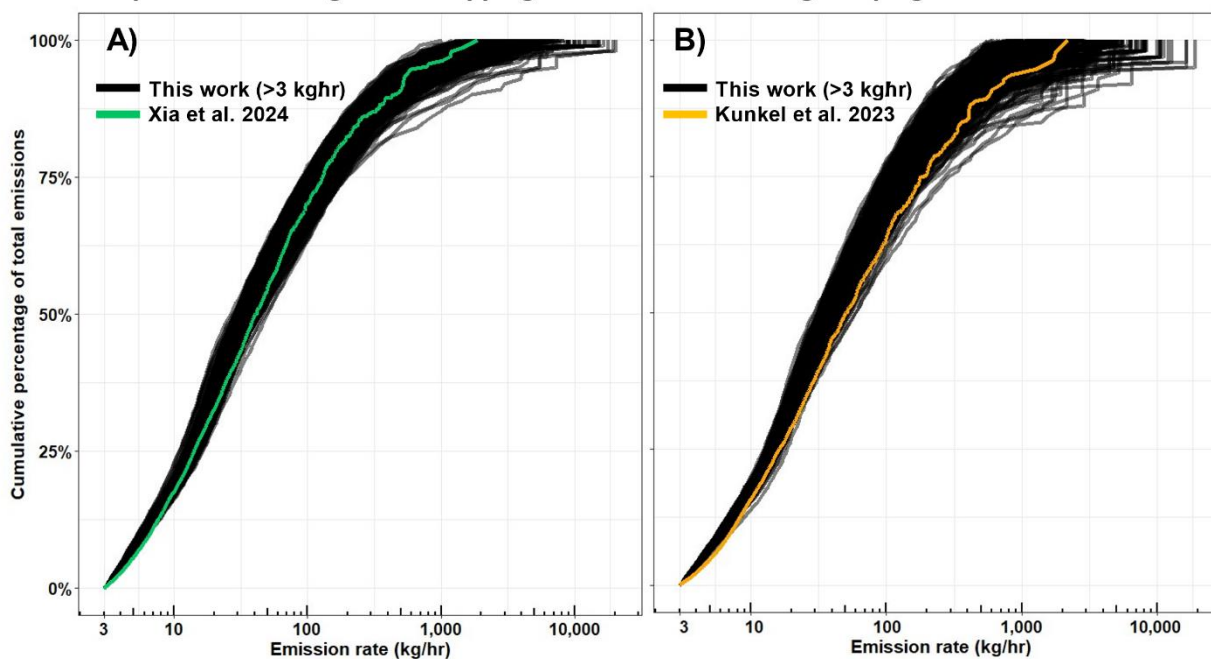 A)
This work (>3 kg/hr)
Xia et al. 2024
B)
This work (>3 kg/hr)
Kunkel et al. 2023
Cumulative percentage of total emissions
100%
75%
50%
25%
0%
3 10 100 1,000 10,000
3 10 100 1,000 10,000
Emission rate (kg/hr)
Emission rate (kg/hr)